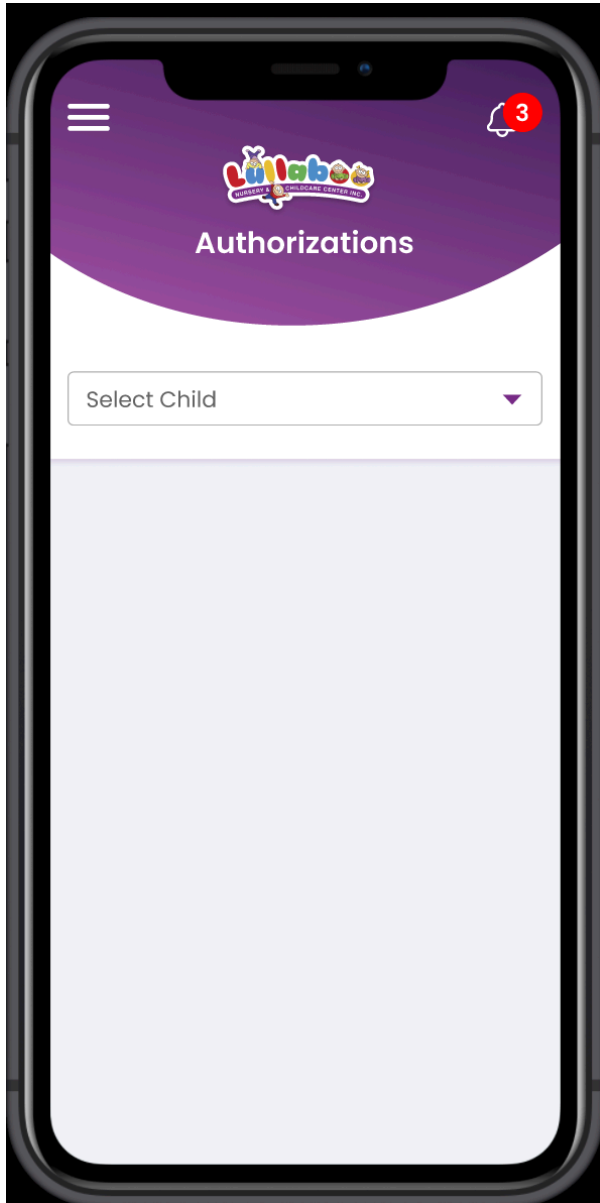 3
Lullaboo
NURSERY & CHILDCARE CENTER INC.
Authorizations
Select Child